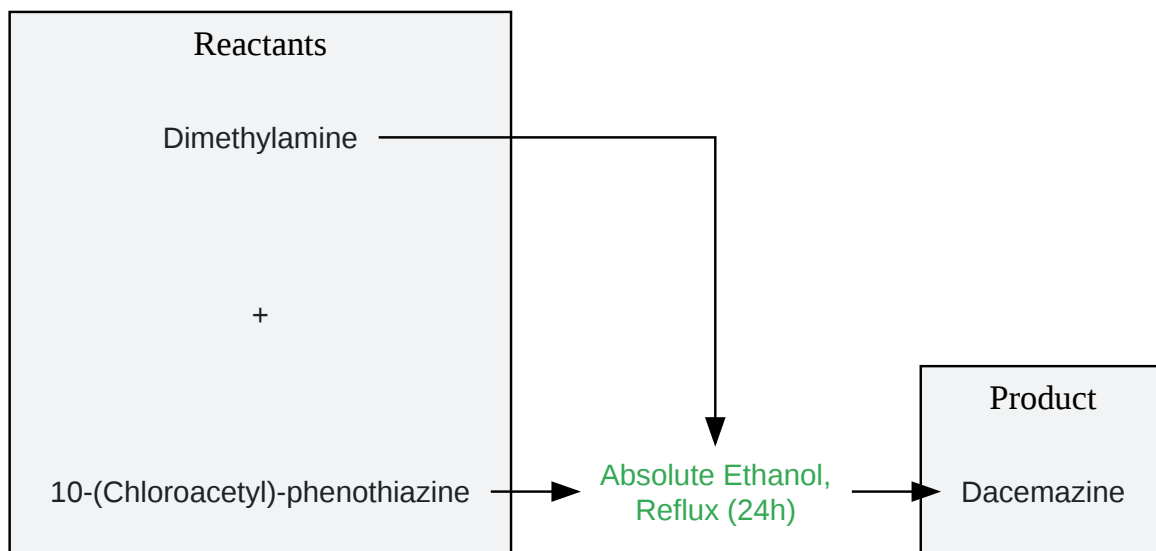 Reactants
Dimethylamine
+
10-(Chloroacetyl)-phenothiazine
Absolute Ethanol,
Reflux (24h)
Product
Dacemazine